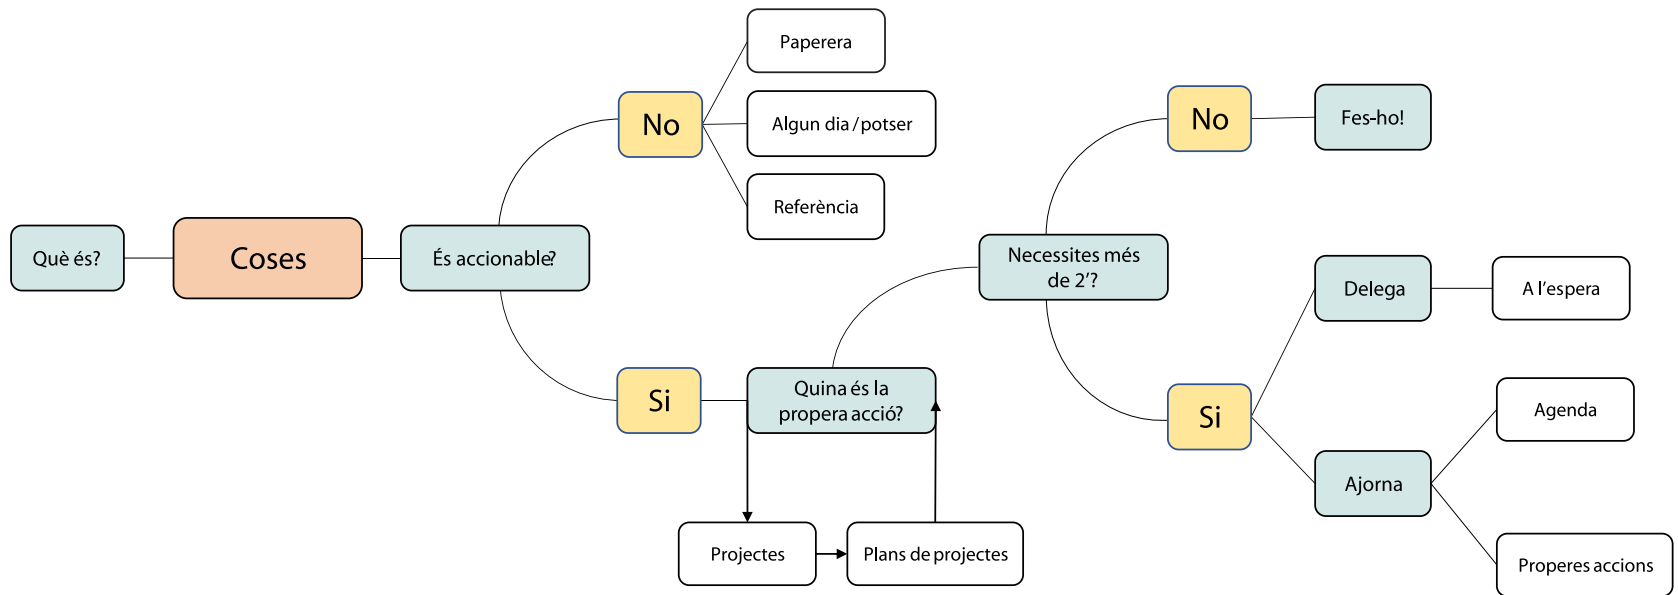 Què és?
Coses
És accionable?
No
Paperera
Algun dia / potser
Referència
Si
Quina és la
propera acció?
Projectes
Plans de projectes
Necessites més
de 2'?
No
Fes-ho!
Si
Delega
A l'espera
Ajorna
Agenda
Properes accions